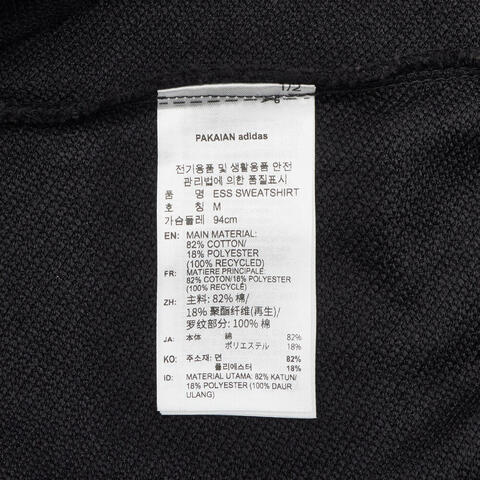 1/2
6
PAKAIAN adidas
전기용품 및 생활용품 안전
관리법에 의한 품질표시
품 명 ESS SWEATSHIRT
호 칭 M
가슴둘레 94cm
EN: MAIN MATERIAL:
82% COTTON/
18% POLYESTER
(100% RECYCLED)
FR: MATIERE PRINCIPALE:
82% COTON/18% POLYESTER
(100% RECYCLÉ)
ZH: 主料: 82% 棉/
18% 聚酯纤维(再生)/
罗纹部分: 100% 棉
JA: 本体 綿 82%
ポリエステル 18%
KO: 주소재: 면 82%
폴리에스터 18%
ID: MATERIAL UTAMA: 82% KATUN/
18% POLYESTER (100% DAUR
ULANG)